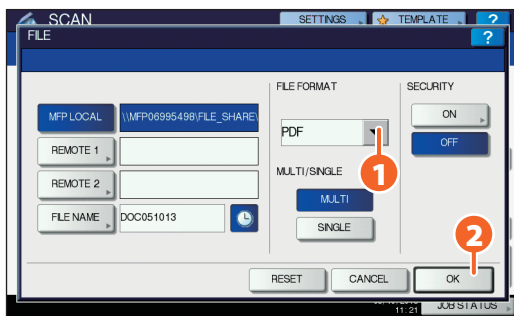 SCAN
SETTINGS
TEMPLATE
?
FILE
?
FILE FORMAT
SECURITY
MFP LOCAL
\\MFP06995498\FILE_SHARE\
PDF
ON
OFF
REMOTE 1
1
MULTI/SINGLE
REMOTE 2
MULTI
FILE NAME
DOC051013
SINGLE
2
RESET
CANCEL
OK
11:21
JOB STATUS